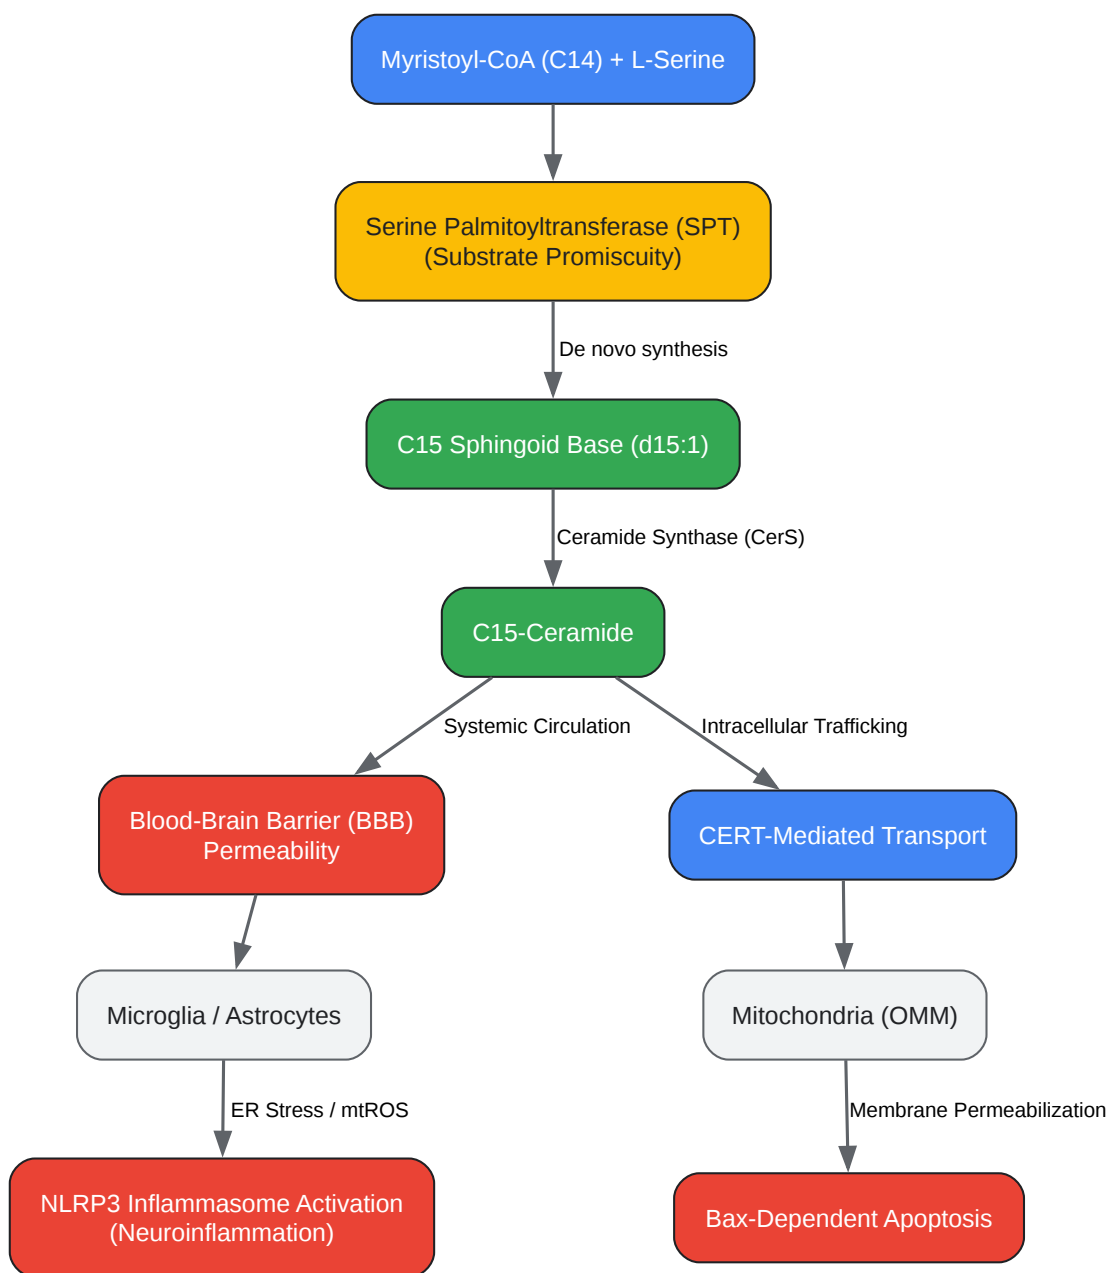 Myristoyl-CoA (C14) + L-Serine
Serine Palmitoyltransferase (SPT)
(Substrate Promiscuity)
De novo synthesis
C15 Sphingoid Base (d15:1)
Ceramide Synthase (CerS)
C15-Ceramide
Systemic Circulation
Intracellular Trafficking
Blood-Brain Barrier (BBB)
Permeability
CERT-Mediated Transport
Microglia / Astrocytes
Mitochondria (OMM)
ER Stress / mtROS
Membrane Permeabilization
NLRP3 Inflammasome Activation
(Neuroinflammation)
Bax-Dependent Apoptosis